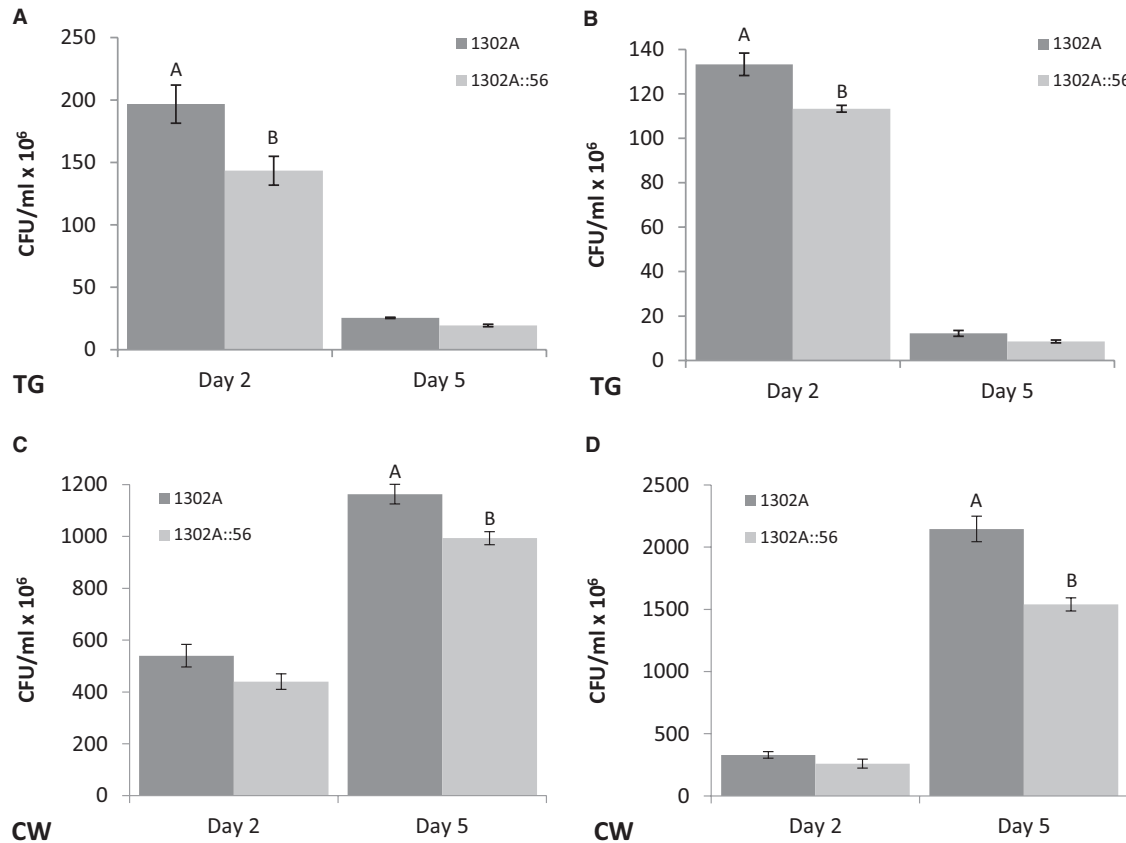 A
CFU/ml x 10⁶
250
200
150
100
50
0
A
B
1302A
1302A::56
Day 2
Day 5
TG
B
CFU/ml x 10⁶
140
120
100
80
60
40
20
0
A
B
1302A
1302A::56
Day 2
Day 5
TG
C
CFU/ml x 10⁶
1200
1000
800
600
400
200
0
1302A
1302A::56
A
B
Day 2
Day 5
CW
D
CFU/ml x 10⁶
2500
2000
1500
1000
500
0
1302A
1302A::56
A
B
Day 2
Day 5
CW